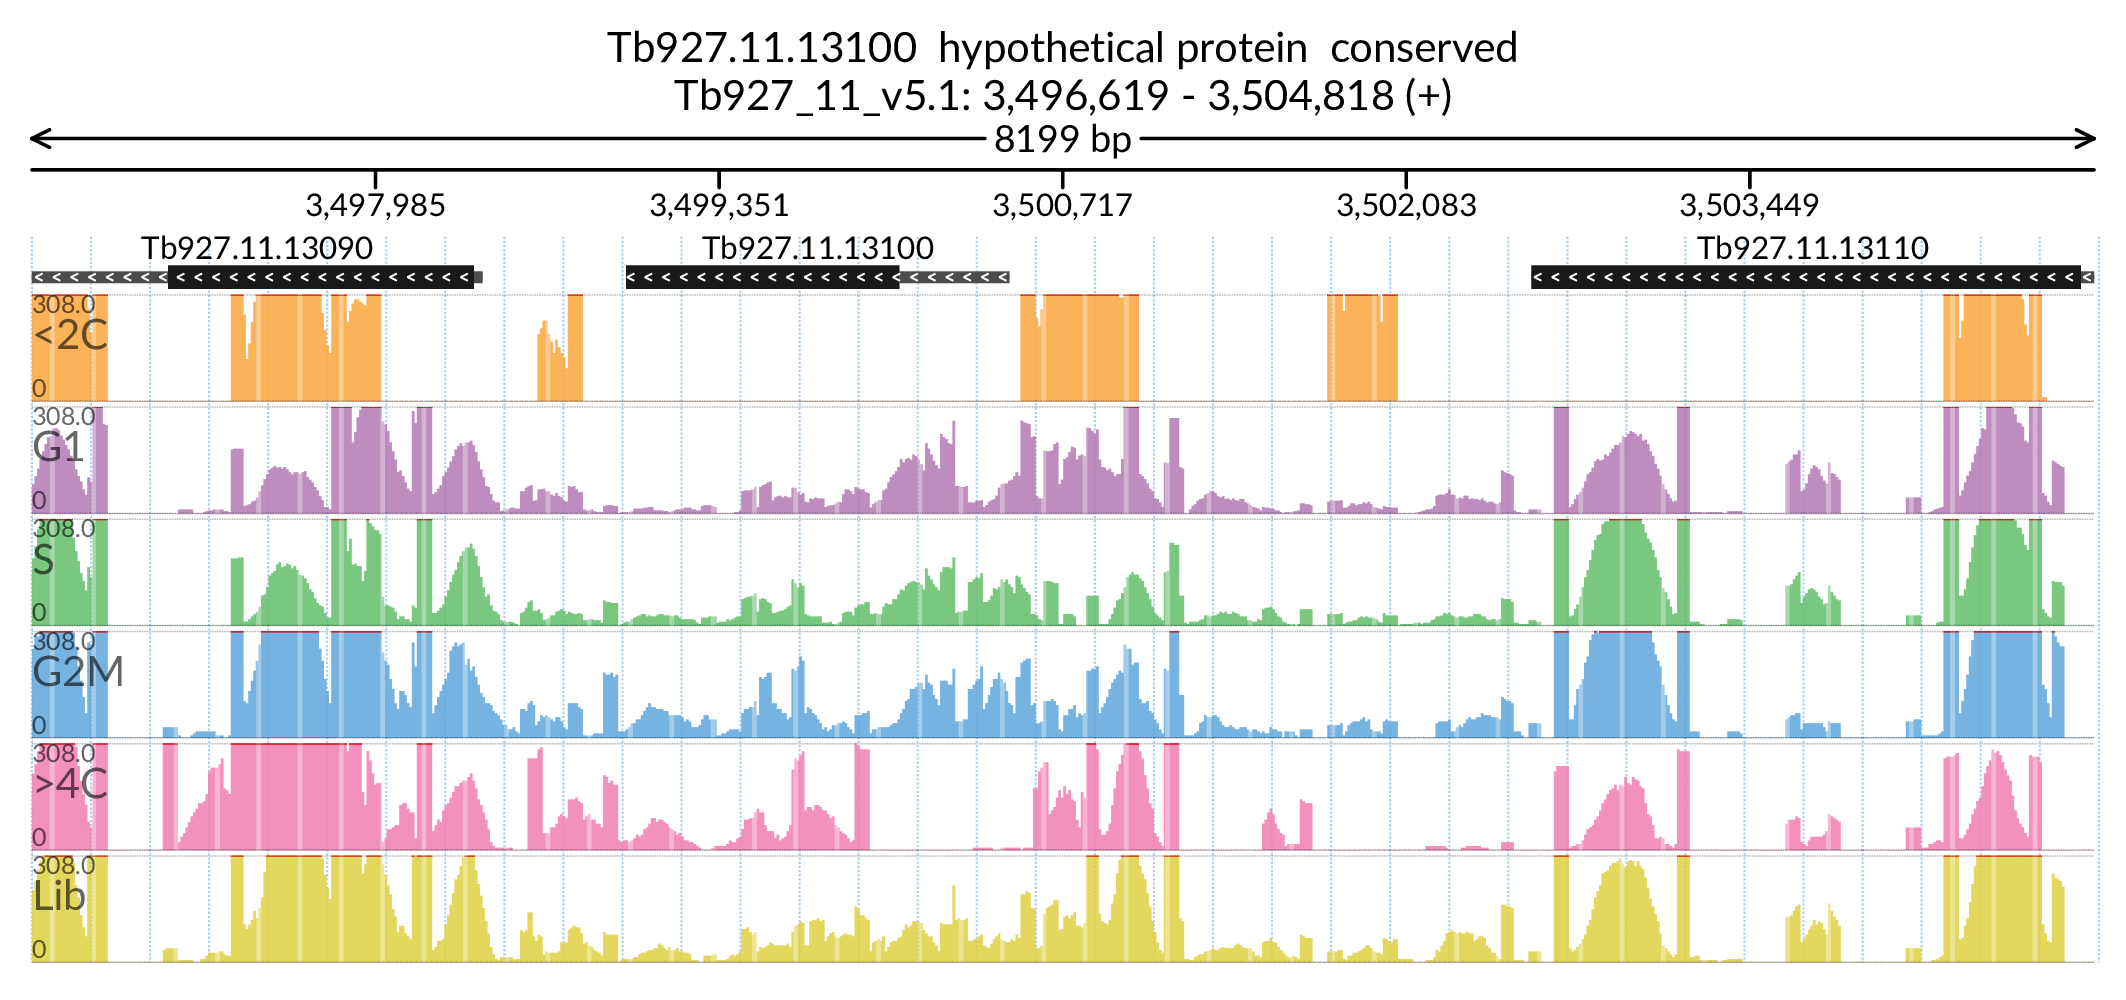 Tb927.11.13100  hypothetical protein  conserved
Tb927_11_v5.1: 3,496,619 - 3,504,818 (+)
8199 bp
3,497,985 3,499,351 3,500,717 3,502,083 3,503,449
Tb927.11.13090 Tb927.11.13100 Tb927.11.13110
308.0
<2C
0
308.0
G1
0
308.0
S
0
308.0
G2M
0
308.0
>4C
0
308.0
Lib
0